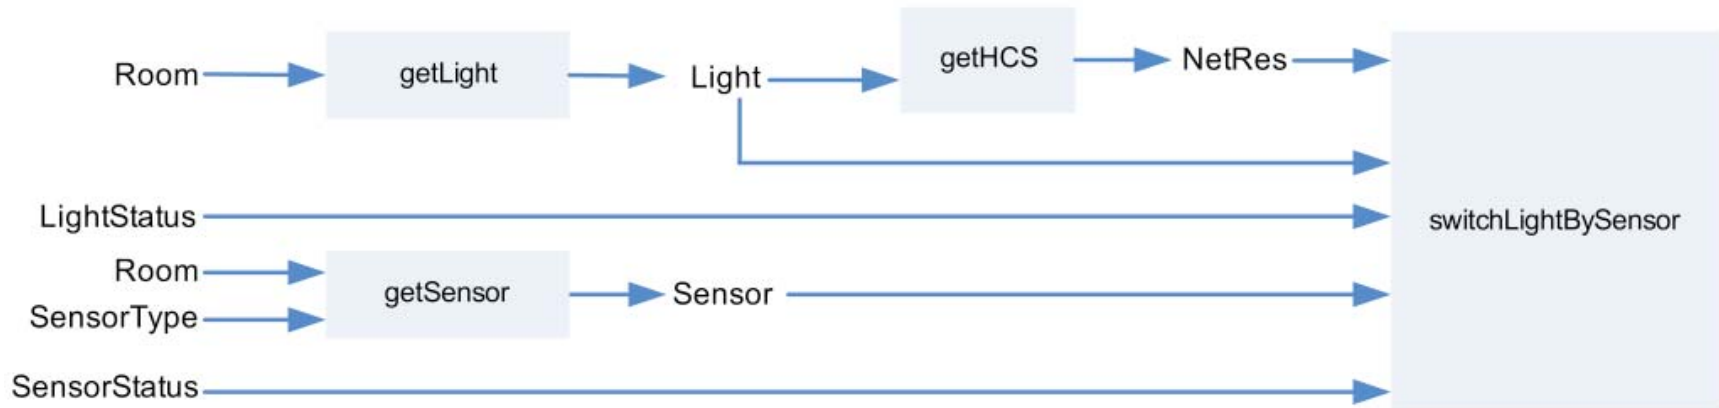 Room
getLight
Light
getHCS
NetRes
LightStatus
switchLightBySensor
Room
SensorType
getSensor
Sensor
SensorStatus